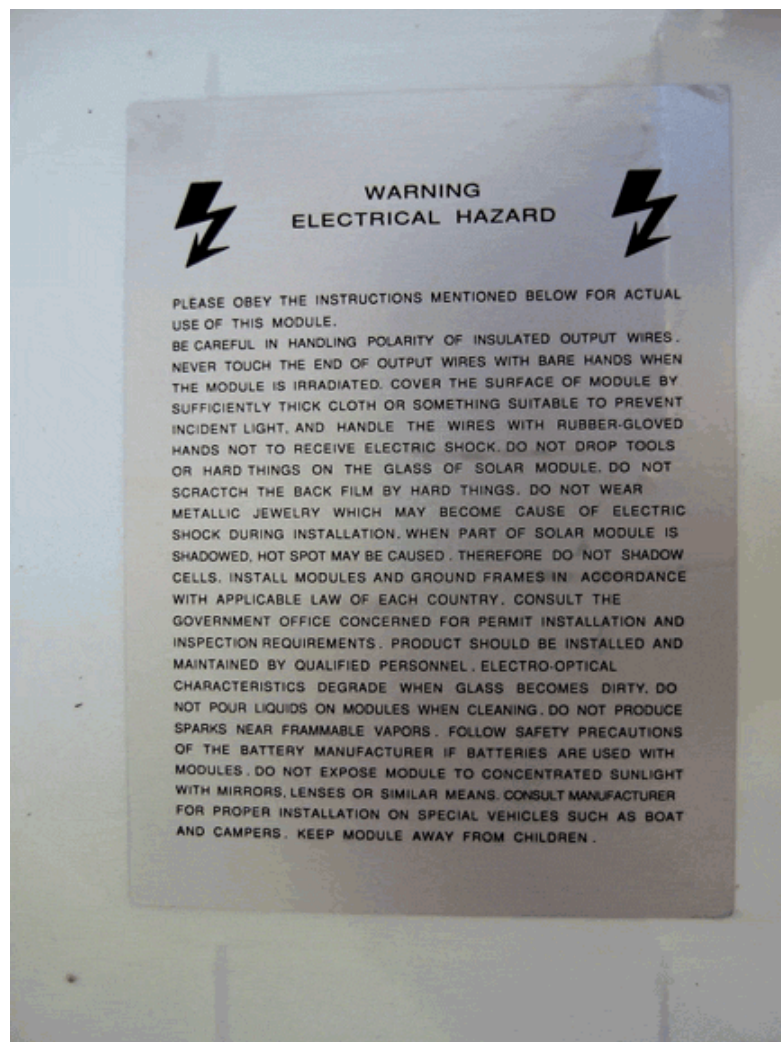 WARNING
ELECTRICAL HAZARD
PLEASE OBEY THE INSTRUCTIONS MENTIONED BELOW FOR ACTUAL
USE OF THIS MODULE.
BE CAREFUL IN HANDLING POLARITY OF INSULATED OUTPUT WIRES.
NEVER TOUCH THE END OF OUTPUT WIRES WITH BARE HANDS WHEN
THE MODULE IS IRRADIATED. COVER THE SURFACE OF MODULE BY
SUFFICIENTLY THICK CLOTH OR SOMETHING SUITABLE TO PREVENT
INCIDENT LIGHT, AND HANDLE THE WIRES WITH RUBBER-GLOVED
HANDS NOT TO RECEIVE ELECTRIC SHOCK. DO NOT DROP TOOLS
OR HARD THINGS ON THE GLASS OF SOLAR MODULE. DO NOT
SCRACTCH THE BACK FILM BY HARD THINGS. DO NOT WEAR
METALLIC JEWELRY WHICH MAY BECOME CAUSE OF ELECTRIC
SHOCK DURING INSTALLATION. WHEN PART OF SOLAR MODULE IS
SHADOWED, HOT SPOT MAY BE CAUSED. THEREFORE DO NOT SHADOW
CELLS. INSTALL MODULES AND GROUND FRAMES IN ACCORDANCE
WITH APPLICABLE LAW OF EACH COUNTRY. CONSULT THE
GOVERNMENT OFFICE CONCERNED FOR PERMIT INSTALLATION AND
INSPECTION REQUIREMENTS. PRODUCT SHOULD BE INSTALLED AND
MAINTAINED BY QUALIFIED PERSONNEL. ELECTRO-OPTICAL
CHARACTERISTICS DEGRADE WHEN GLASS BECOMES DIRTY. DO
NOT POUR LIQUIDS ON MODULES WHEN CLEANING. DO NOT PRODUCE
SPARKS NEAR FRAMMABLE VAPORS. FOLLOW SAFETY PRECAUTIONS
OF THE BATTERY MANUFACTURER IF BATTERIES ARE USED WITH
MODULES. DO NOT EXPOSE MODULE TO CONCENTRATED SUNLIGHT
WITH MIRRORS, LENSES OR SIMILAR MEANS. CONSULT MANUFACTURER
FOR PROPER INSTALLATION ON SPECIAL VEHICLES SUCH AS BOAT
AND CAMPERS. KEEP MODULE AWAY FROM CHILDREN.